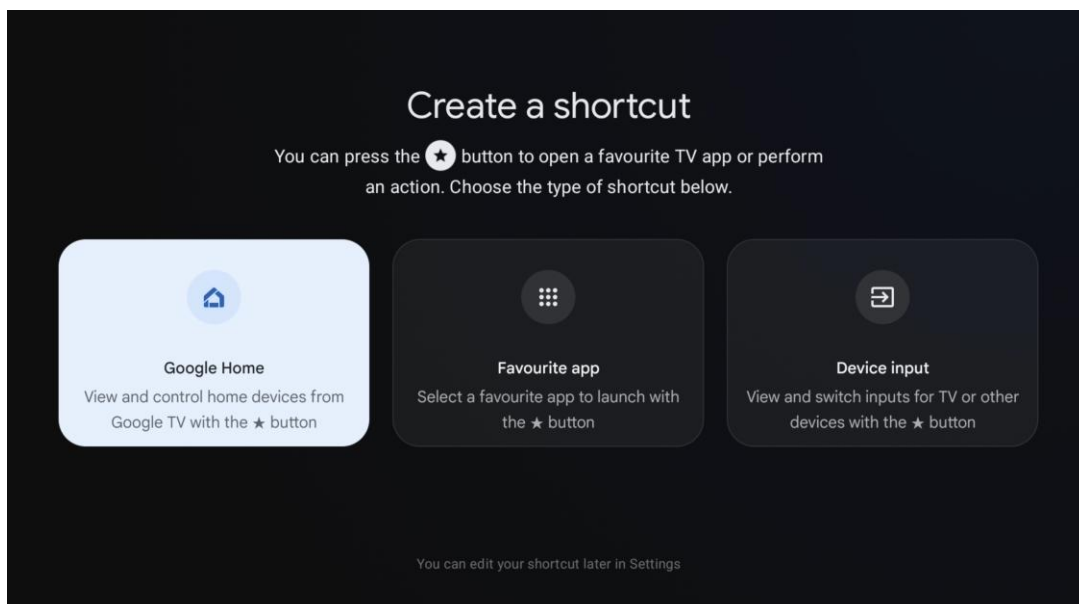 Create a shortcut
You can press the ★ button to open a favourite TV app or perform
an action. Choose the type of shortcut below.
Google Home
View and control home devices from
Google TV with the ★ button
Favourite app
Select a favourite app to launch with
the ★ button
Device input
View and switch inputs for TV or other
devices with the ★ button
You can edit your shortcut later in Settings